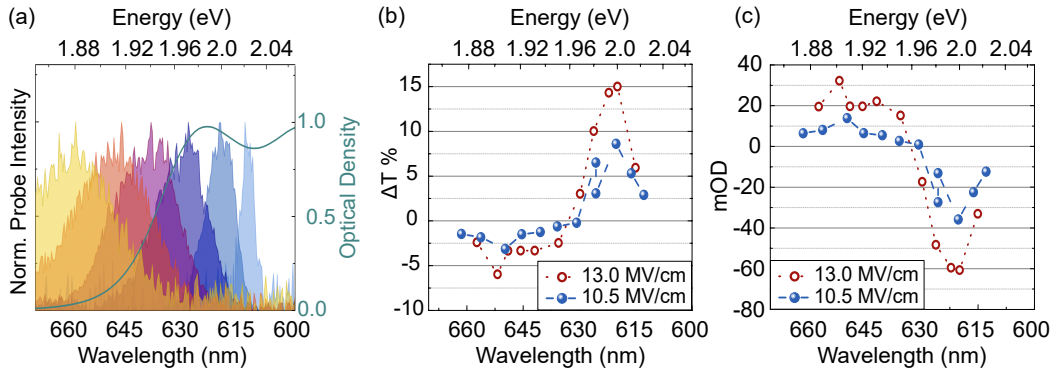 (a)
Energy (eV)
1.88 1.92 1.96 2.0 2.04
Norm. Probe Intensity
1.0
0.5
0.0
Optical Density
660 645 630 615 600
Wavelength (nm)
(b)
Energy (eV)
1.88 1.92 1.96 2.0 2.04
ΔT %
15
10
5
0
-5
-10
13.0 MV/cm
10.5 MV/cm
660 645 630 615 600
Wavelength (nm)
(c)
Energy (eV)
1.88 1.92 1.96 2.0 2.04
mOD
40
20
0
-20
-40
-60
-80
13.0 MV/cm
10.5 MV/cm
660 645 630 615 600
Wavelength (nm)